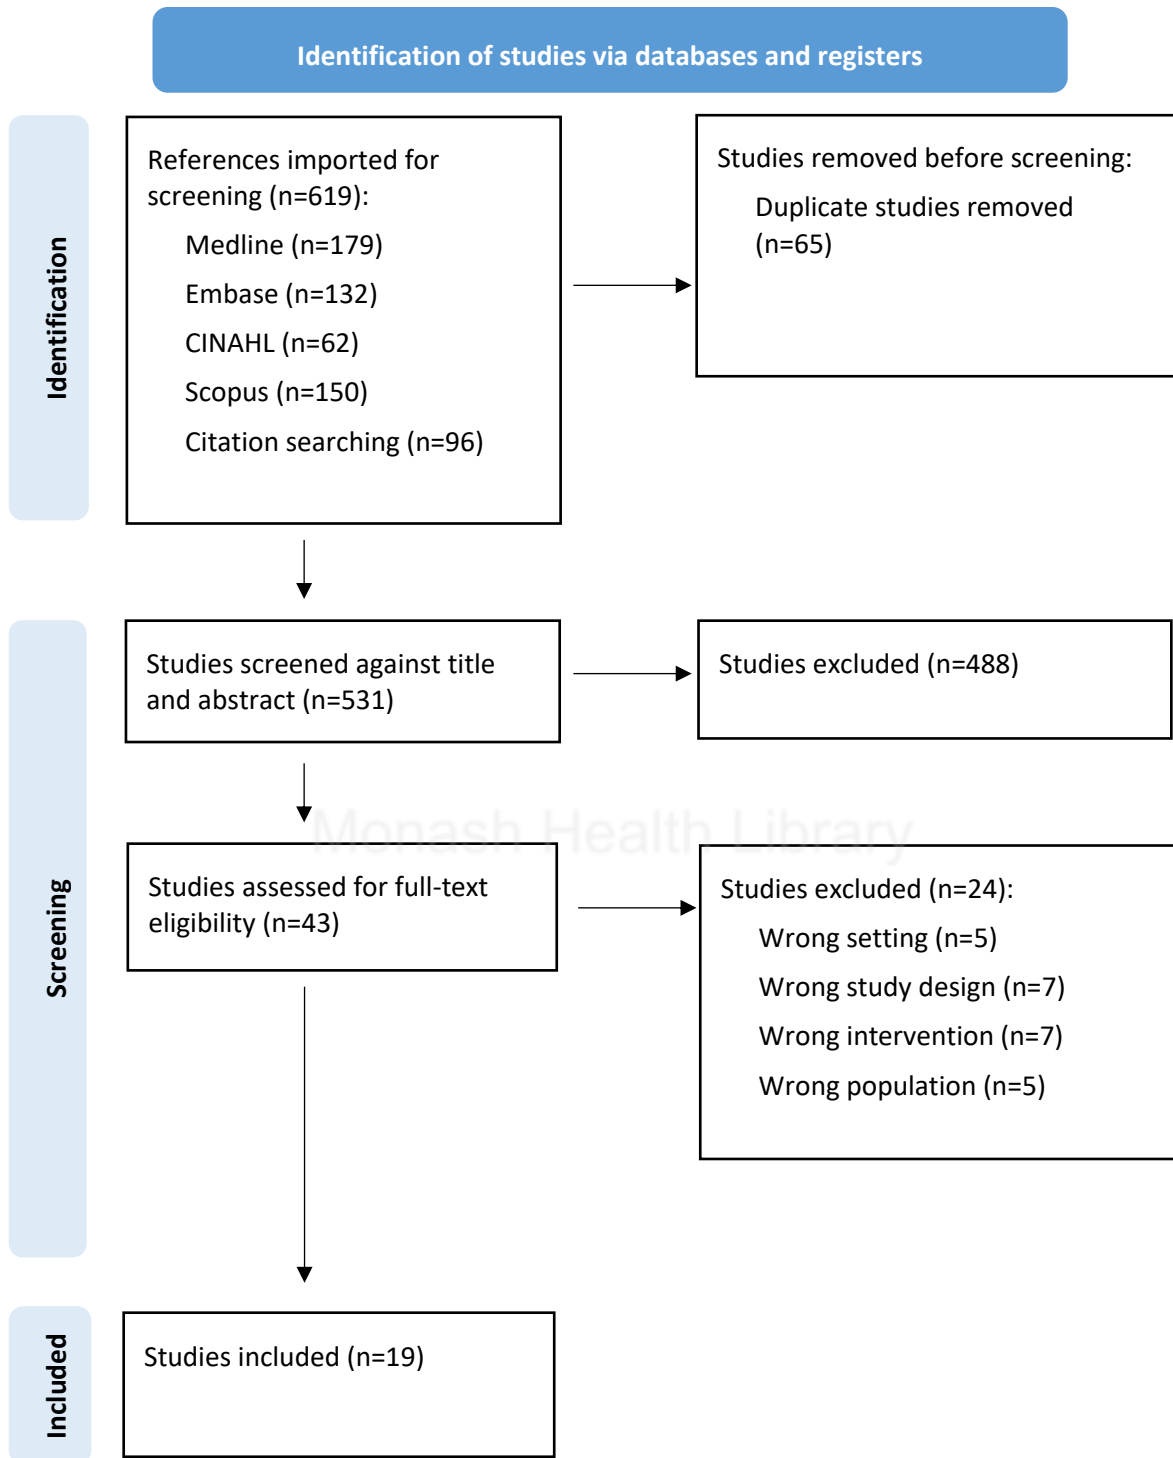 Identification of studies via databases and registers
Identification
References imported for
screening (n=619):
Medline (n=179)
Embase (n=132)
CINAHL (n=62)
Scopus (n=150)
Citation searching (n=96)
Studies removed before screening:
Duplicate studies removed
(n=65)
Screening
Studies screened against title
and abstract (n=531)
Studies excluded (n=488)
Monash Health Library
Studies assessed for full-text
eligibility (n=43)
Studies excluded (n=24):
Wrong setting (n=5)
Wrong study design (n=7)
Wrong intervention (n=7)
Wrong population (n=5)
Included
Studies included (n=19)